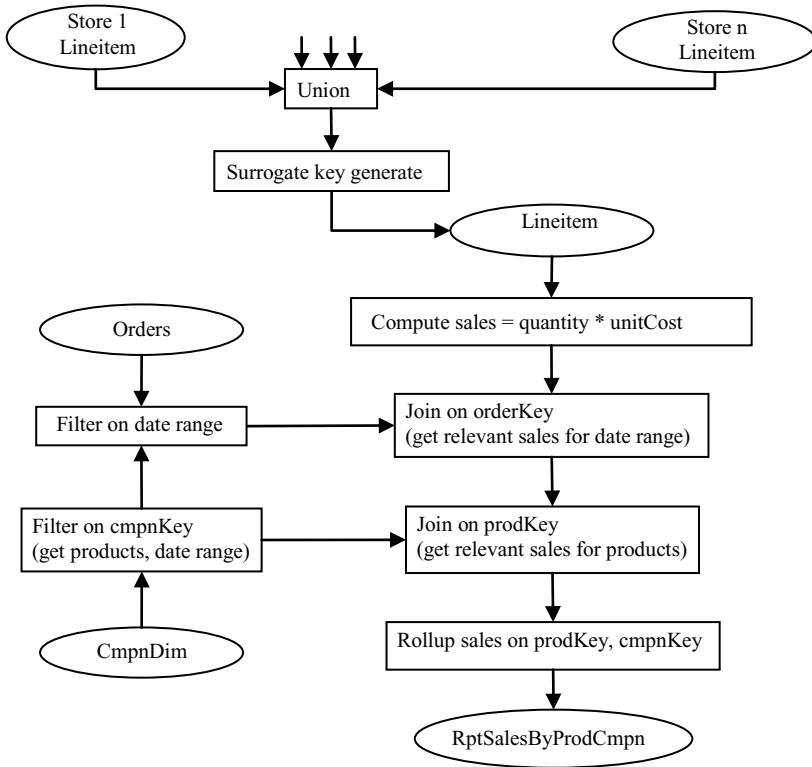 Store 1
Lineitem
Store n
Lineitem
Union
Surrogate key generate
Lineitem
Compute sales = quantity * unitCost
Orders
Filter on date range
Join on orderKey
(get relevant sales for date range)
Filter on cmpnKey
(get products, date range)
Join on prodKey
(get relevant sales for products)
CmpnDim
Rollup sales on prodKey, cmpnKey
RptSalesByProdCmpn